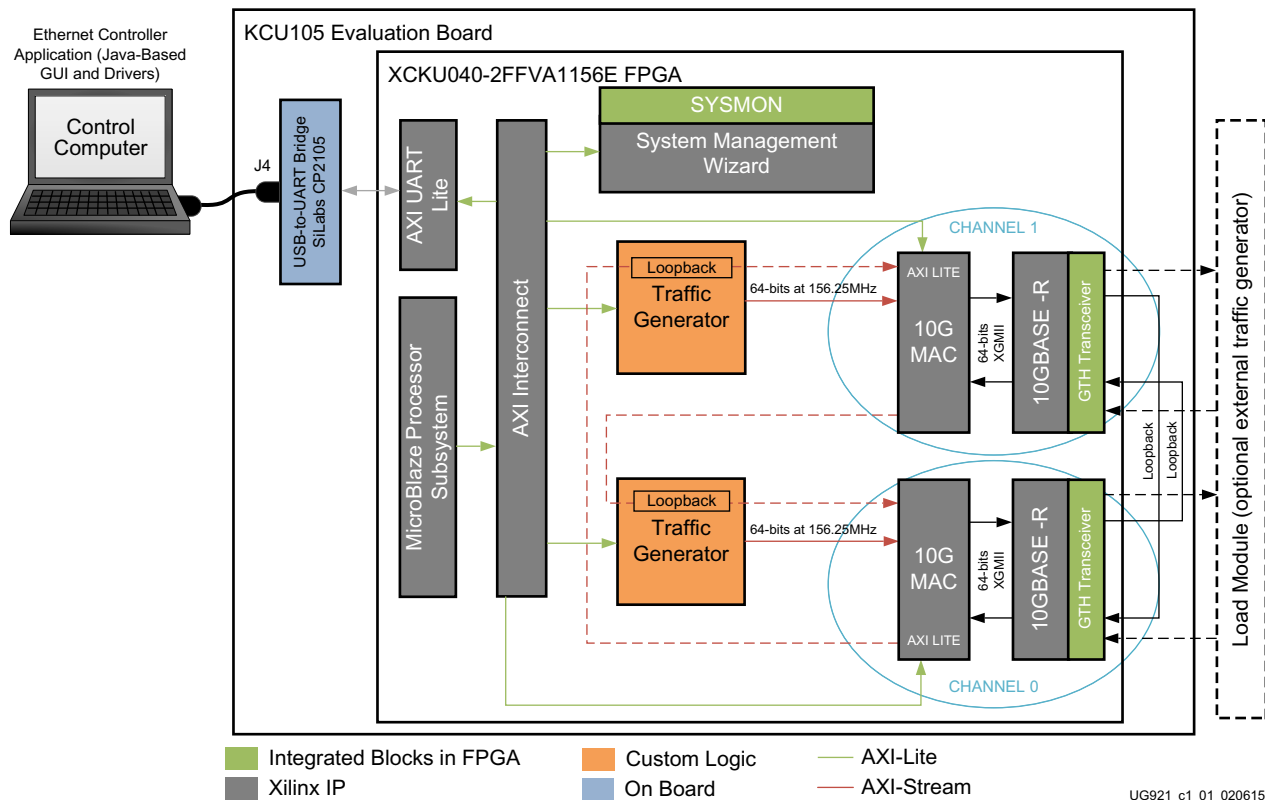 Ethernet Controller
Application (Java-Based
GUI and Drivers)
Control
Computer
J4
KCU105 Evaluation Board
USB-to-UART Bridge
SiLabs CP2105
XCKU040-2FFVA1156E FPGA
AXI UART
Lite
MicroBlaze Processor
Subsystem
AXI Interconnect
SYSMON
System Management
Wizard
Loopback
Traffic
Generator
64-bits at 156.25MHz
CHANNEL 1
AXI LITE
10G
MAC
64-bits
XGMII
10GBASE -R
GTH Transceiver
Loopback
Traffic
Generator
64-bits at 156.25MHz
10G
MAC
AXI LITE
64-bits
XGMII
10GBASE -R
GTH Transceiver
CHANNEL 0
Loopback
Loopback
Load Module (optional external traffic generator)
Integrated Blocks in FPGA
Xilinx IP
Custom Logic
On Board
AXI-Lite
AXI-Stream
UG921_c1_01_020615